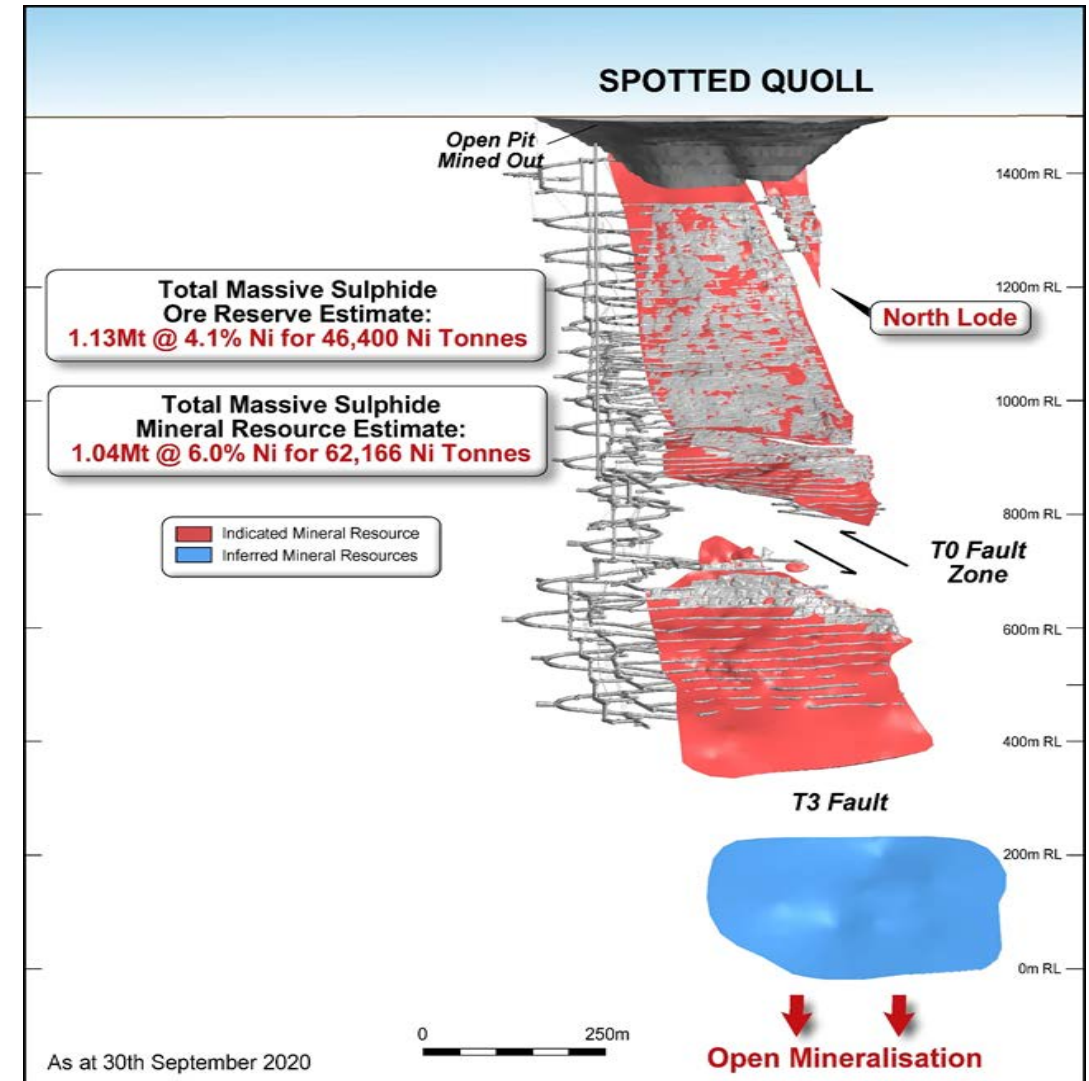 SPOTTED QUOLL
Open Pit
Mined Out
1400m RL
Total Massive Sulphide
Ore Reserve Estimate:
1.13Mt @ 4.1% Ni for 46,400 Ni Tonnes
1200m RL
North Lode
Total Massive Sulphide
Mineral Resource Estimate:
1.04Mt @ 6.0% Ni for 62,166 Ni Tonnes
1000m RL
Indicated Mineral Resource
Inferred Mineral Resources
800m RL
T0 Fault
Zone
600m RL
400m RL
T3 Fault
200m RL
0m RL
0 250m
Open Mineralisation
As at 30th September 2020